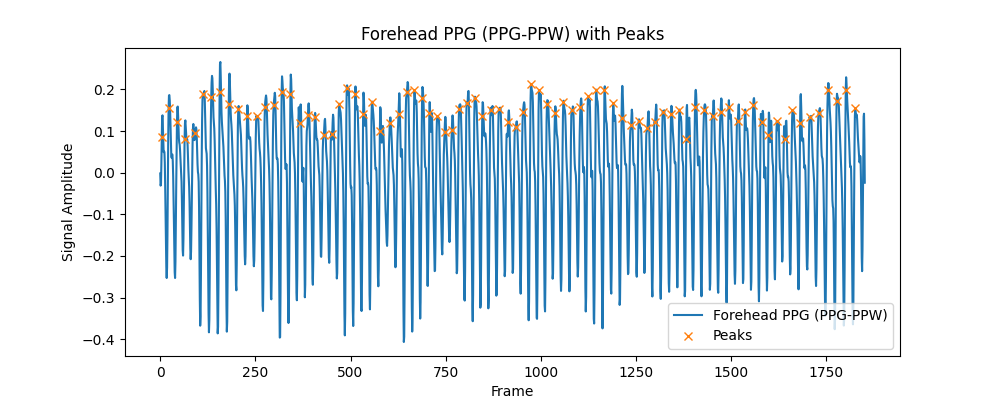 Forehead PPG (PPG-PPW) with Peaks
Signal Amplitude
0.2
0.1
0.0
−0.1
−0.2
−0.3
−0.4
0 250 500 750 1000 1250 1500 1750
Frame
Forehead PPG (PPG-PPW)
Peaks